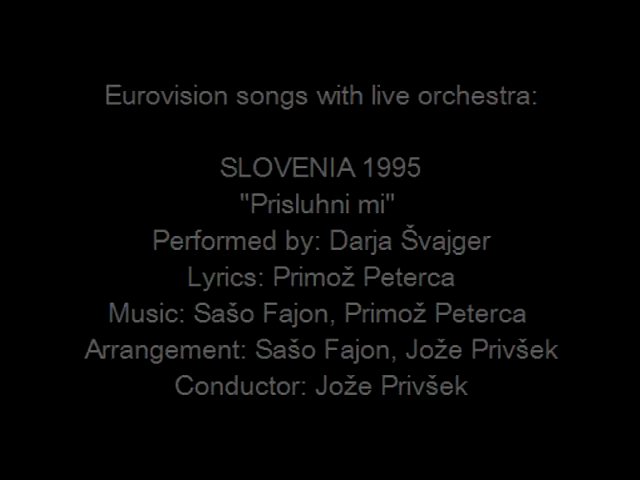 Eurovision songs with live orchestra:
SLOVENIA 1995
"Prisluhni mi"
Performed by: Darja Švajger
Lyrics: Primož Peterca
Music: Sašo Fajon, Primož Peterca
Arrangement: Sašo Fajon, Jože Privšek
Conductor: Jože Privšek